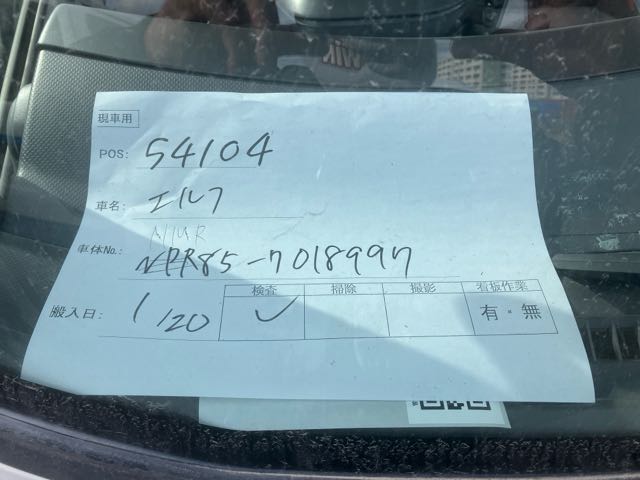 現車用
POS: 54104
車名: エルフ
車体No.: NPR85-7018997
搬入日: 1/20
検査 掃除 撮影 看板作業
✓ 有・無